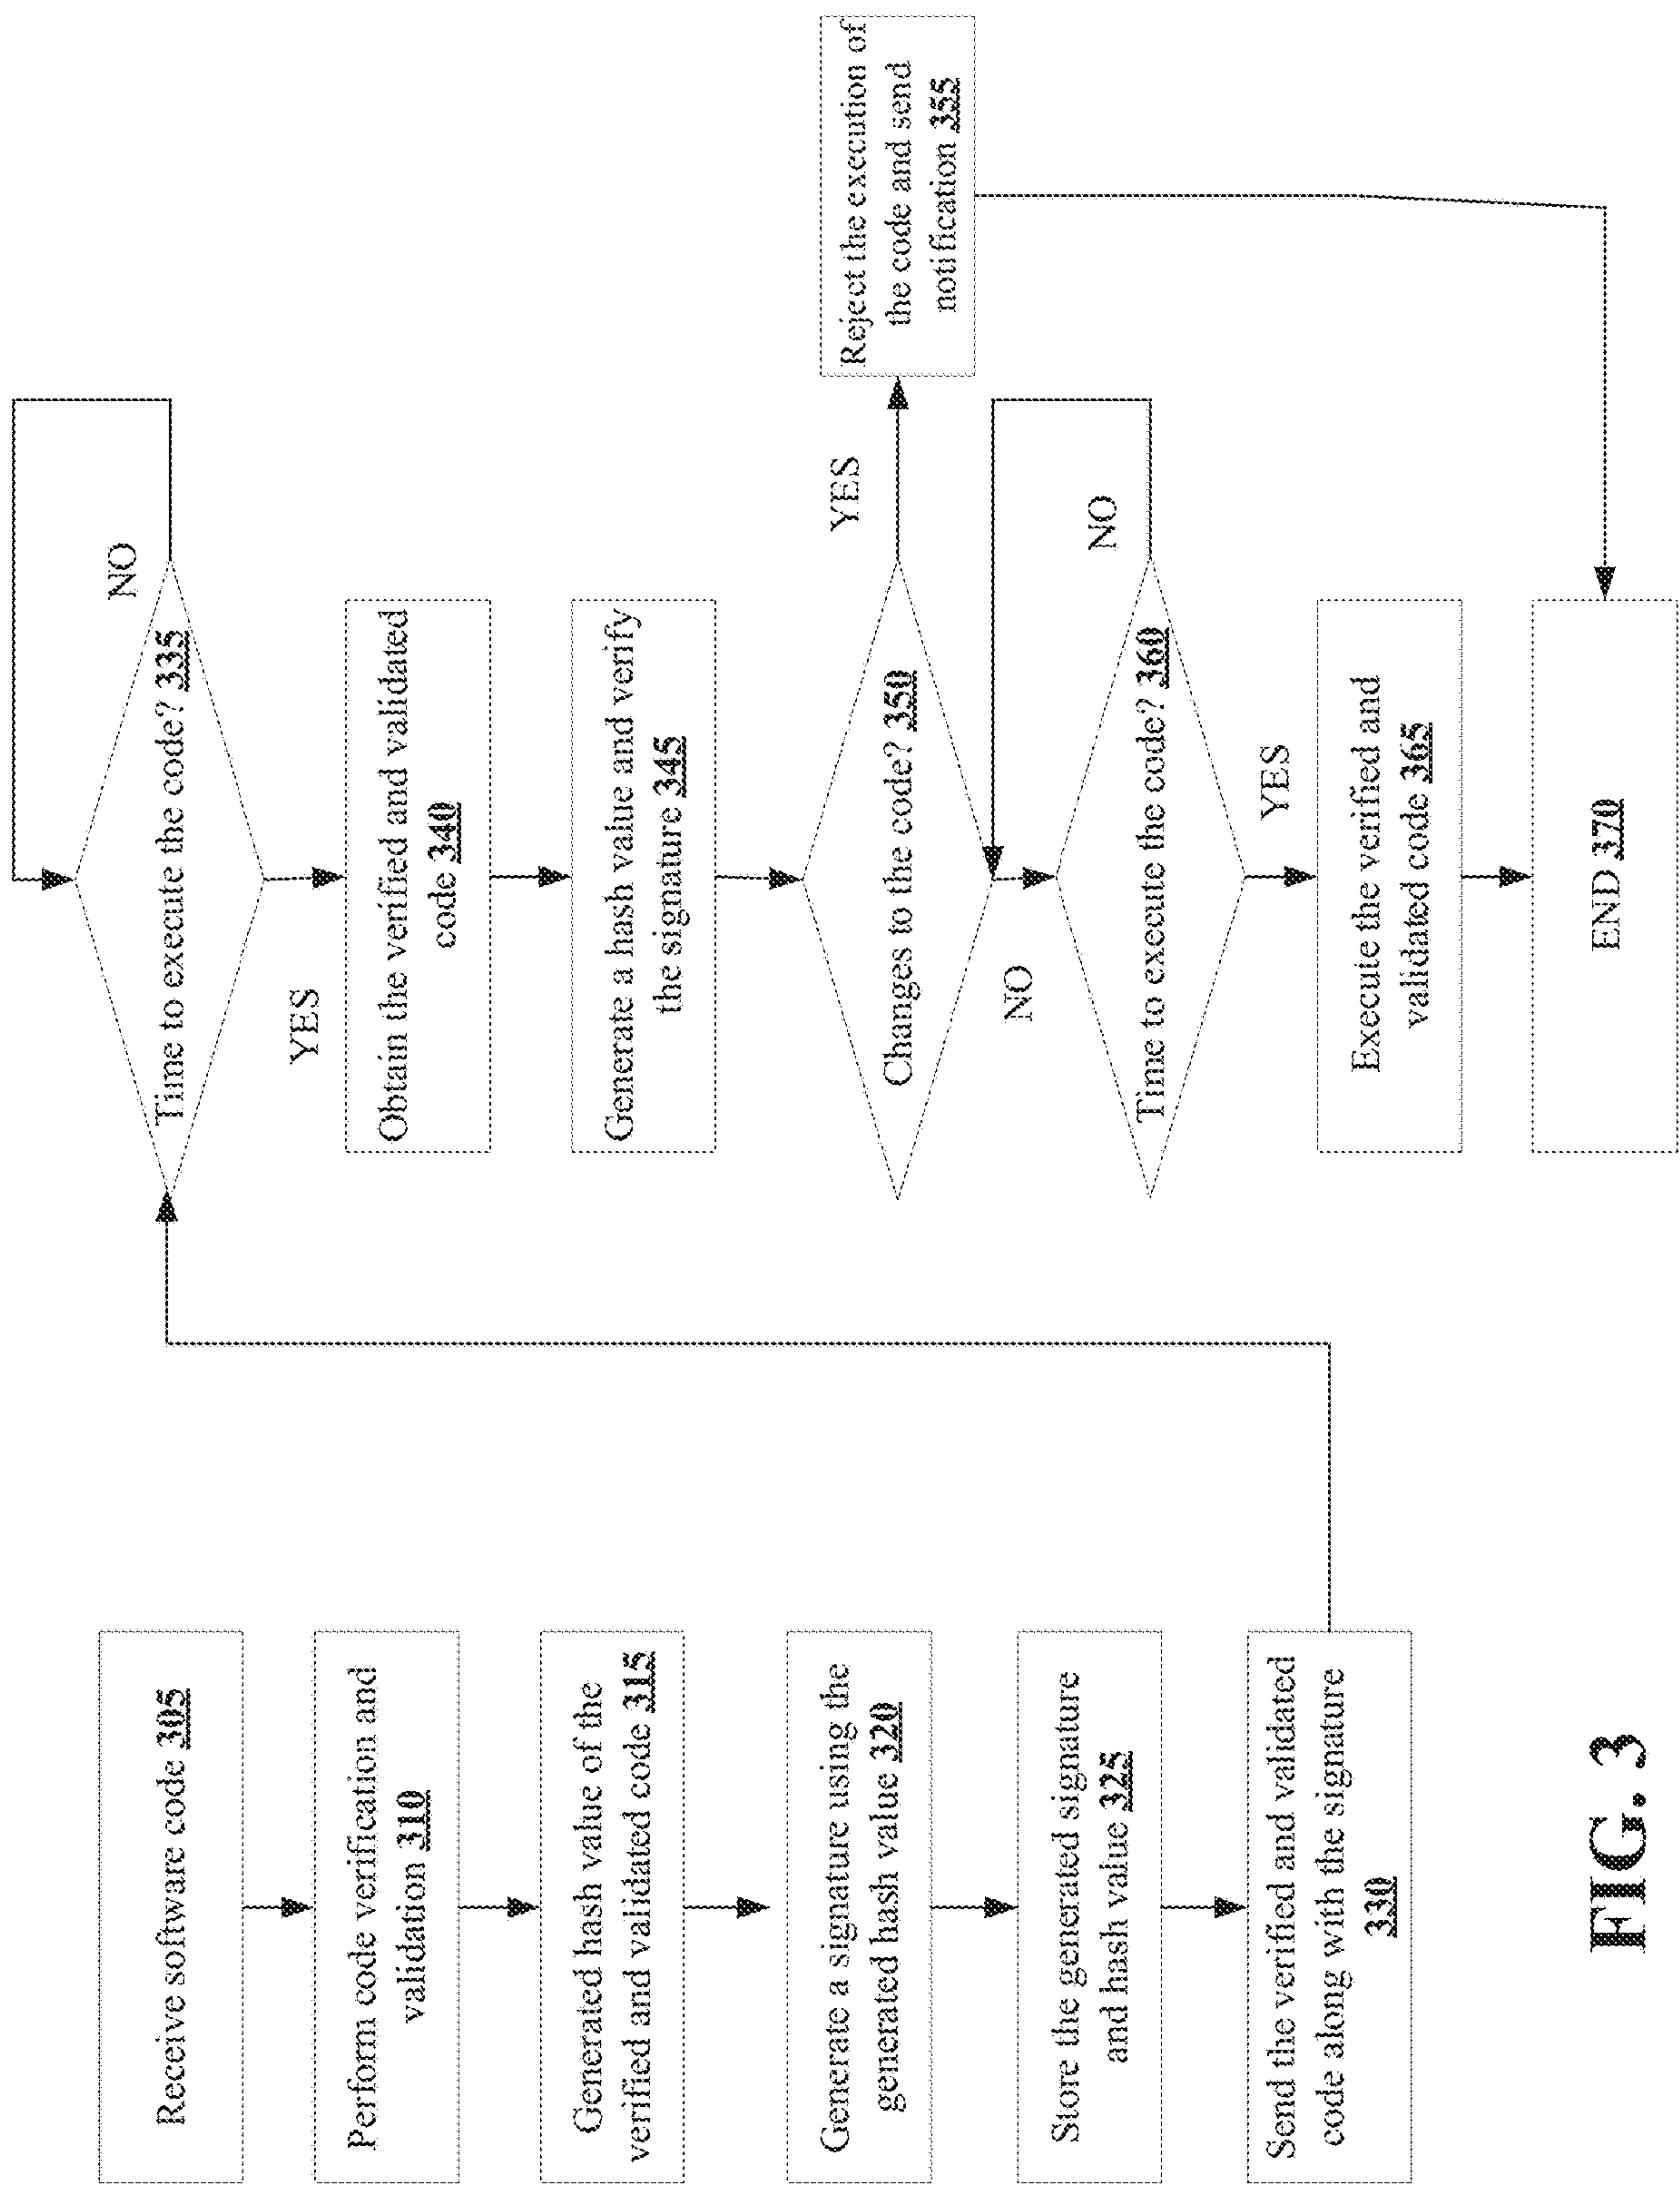 Receive software code 305
Perform code verification and
validation 310
Generated hash value of the
verified and validated code 315
Generate a signature using the
generated hash value 320
Store the generated signature
and hash value 325
Send the verified and validated
code along with the signature
330
Time to execute the code? 335
NO
YES
Obtain the verified and validated
code 340
Generate a hash value and verify
the signature 345
Changes to the code? 350
YES
Reject the execution of
the code and send
notification 355
NO
Time to execute the code? 360
NO
YES
Execute the verified and
validated code 365
END 370
FIG. 3